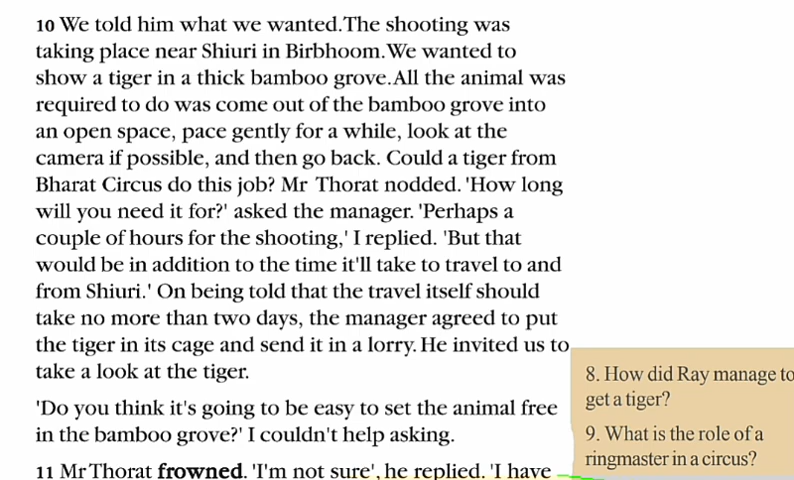 10 We told him what we wanted.The shooting was
taking place near Shiuri in Birbhoom.We wanted to
show a tiger in a thick bamboo grove.All the animal was
required to do was come out of the bamboo grove into
an open space, pace gently for a while, look at the
camera if possible, and then go back. Could a tiger from
Bharat Circus do this job? Mr Thorat nodded. 'How long
will you need it for?' asked the manager. 'Perhaps a
couple of hours for the shooting,' I replied. 'But that
would be in addition to the time it'll take to travel to and
from Shiuri.' On being told that the travel itself should
take no more than two days, the manager agreed to put
the tiger in its cage and send it in a lorry. He invited us to
take a look at the tiger.
'Do you think it's going to be easy to set the animal free
in the bamboo grove?' I couldn't help asking.
11 Mr Thorat frowned. 'I'm not sure', he replied. 'I have
8. How did Ray manage to
get a tiger?
9. What is the role of a
ringmaster in a circus?